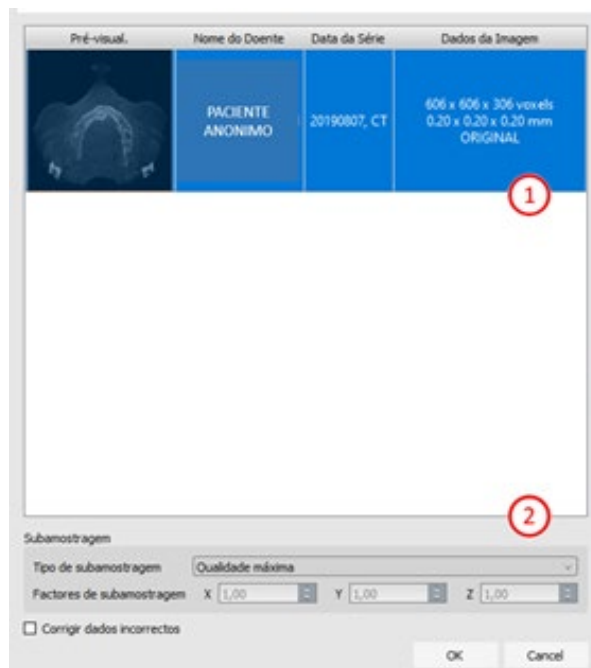 Pré-visual. Nome do Doente Data da Série Dados da Imagem
PACIENTE
ANONIMO
20190807, CT
606 x 606 x 306 voxels
0.20 x 0.20 x 0.20 mm
ORIGINAL
1
2
Subamostragem
Tipo de subamostragem Qualidade máxima
Factores de subamostragem X 1,00 Y 1,00 Z 1,00
Corrigir dados incorrectos
OK Cancel